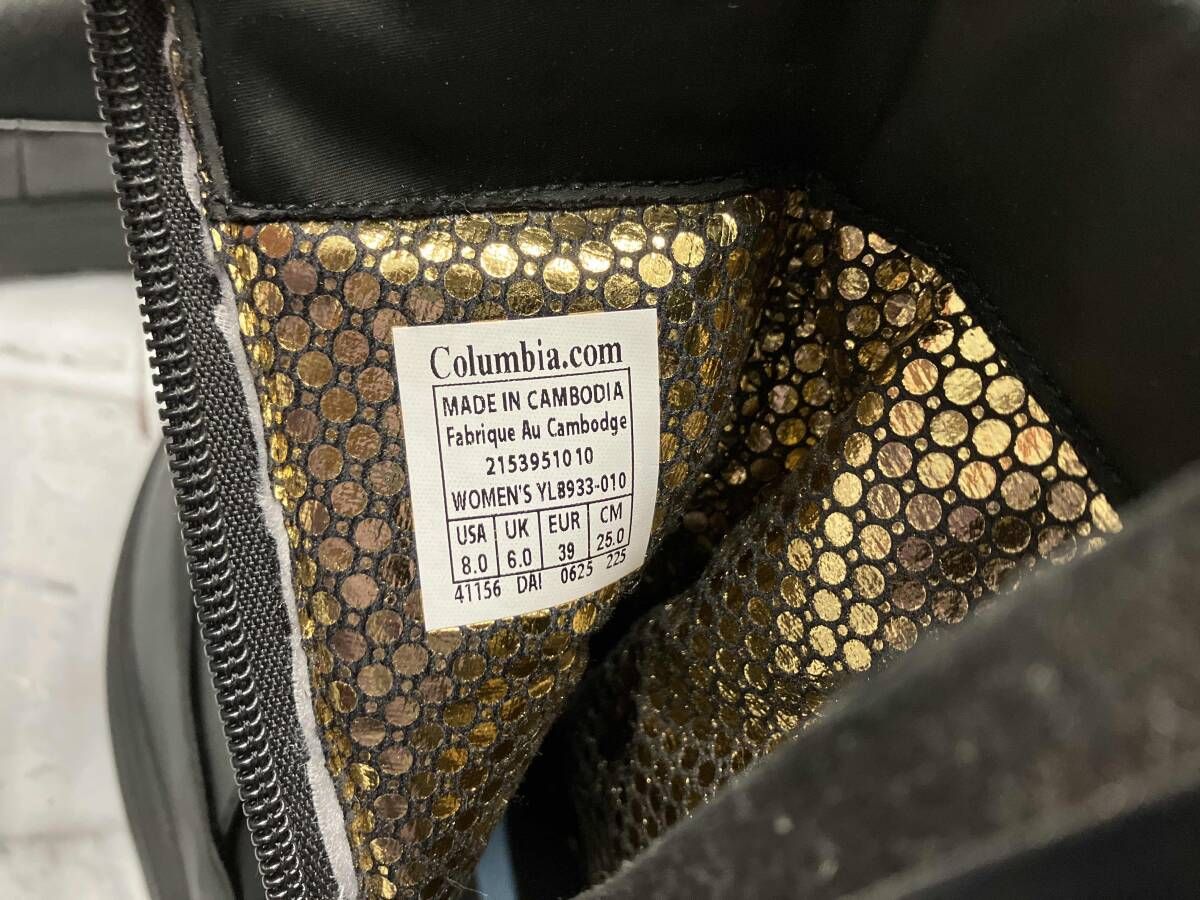 Columbia.com
MADE IN CAMBODIA
Fabrique Au Cambodge
2153951010
WOMEN'S YL8933-010
USA UK EUR CM
8.0 6.0 39 25.0
41156 DAI 0625 225